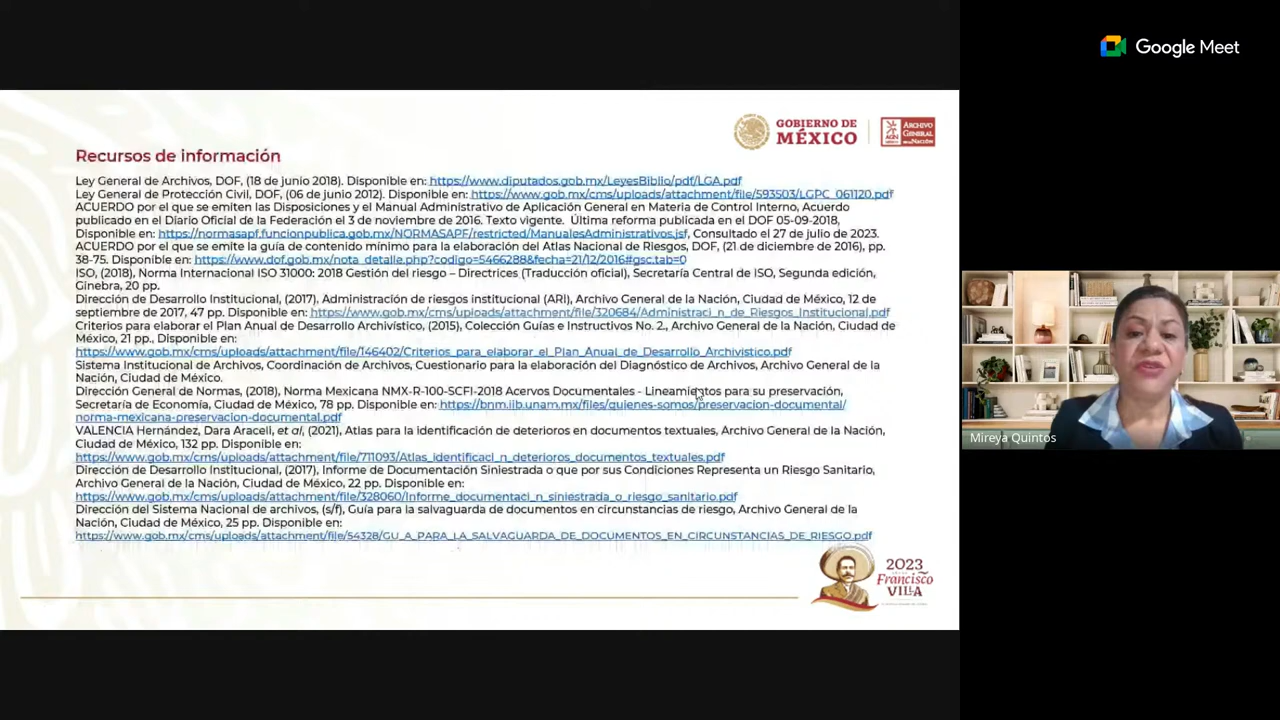 Google Meet
GOBIERNO DE
MÉXICO
ARCHIVO
GENERAL
DE LA NACIÓN
Recursos de información
Ley General de Archivos, DOF, (18 de junio 2018). Disponible en: https://www.diputados.gob.mx/LeyesBiblio/pdf/LGA.pdf
Ley General de Protección Civil, DOF, (06 de junio 2012). Disponible en: https://www.gob.mx/cms/uploads/attachment/file/593503/LGPC_061120.pdf
ACUERDO por el que se emiten las Disposiciones y el Manual Administrativo de Aplicación General en Materia de Control Interno, Acuerdo
publicado en el Diario Oficial de la Federación el 3 de noviembre de 2016. Texto vigente. Última reforma publicada en el DOF 05-09-2018,
Disponible en: https://normasapf.funcionpublica.gob.mx/NORMASAPF/restricted/ManualesAdministrativos.jsf, Consultado el 27 de julio de 2023.
ACUERDO por el que se emite la guía de contenido mínimo para la elaboración del Atlas Nacional de Riesgos, DOF, (21 de diciembre de 2016), pp.
38-75. Disponible en: https://www.dof.gob.mx/nota_detalle.php?codigo=5466288&fecha=21/12/2016#gsc.tab=0
ISO, (2018), Norma Internacional ISO 31000: 2018 Gestión del riesgo – Directrices (Traducción oficial), Secretaría Central de ISO, Segunda edición,
Ginebra, 20 pp.
Dirección de Desarrollo Institucional, (2017), Administración de riesgos institucional (ARI), Archivo General de la Nación, Ciudad de México, 12 de
septiembre de 2017, 47 pp. Disponible en: https://www.gob.mx/cms/uploads/attachment/file/320684/Administraci_n_de_Riesgos_Institucional.pdf
Criterios para elaborar el Plan Anual de Desarrollo Archivístico, (2015), Colección Guías e Instructivos No. 2., Archivo General de la Nación, Ciudad de
México, 21 pp., Disponible en:
https://www.gob.mx/cms/uploads/attachment/file/146402/Criterios_para_elaborar_el_Plan_Anual_de_Desarrollo_Archivistico.pdf
Sistema Institucional de Archivos, Coordinación de Archivos, Cuestionario para la elaboración del Diagnóstico de Archivos, Archivo General de la
Nación, Ciudad de México.
Dirección General de Normas, (2018), Norma Mexicana NMX-R-100-SCFI-2018 Acervos Documentales - Lineamientos para su preservación,
Secretaría de Economía, Ciudad de México, 78 pp. Disponible en: https://bnm.iib.unam.mx/files/quienes-somos/preservacion-documental/
norma-mexicana-preservacion-documental.pdf
VALENCIA Hernández, Dara Araceli, et al, (2021), Atlas para la identificación de deterioros en documentos textuales, Archivo General de la Nación,
Ciudad de México, 132 pp. Disponible en:
https://www.gob.mx/cms/uploads/attachment/file/711093/Atlas_identificaci_n_deterioros_documentos_textuales.pdf
Dirección de Desarrollo Institucional, (2017), Informe de Documentación Siniestrada o que por sus Condiciones Representa un Riesgo Sanitario,
Archivo General de la Nación, Ciudad de México, 22 pp. Disponible en:
https://www.gob.mx/cms/uploads/attachment/file/328060/Informe_documentaci_n_siniestrada_o_riesgo_sanitario.pdf
Dirección del Sistema Nacional de archivos, (s/f), Guía para la salvaguarda de documentos en circunstancias de riesgo, Archivo General de la
Nación, Ciudad de México, 25 pp. Disponible en:
https://www.gob.mx/cms/uploads/attachment/file/54328/GU_A_PARA_LA_SALVAGUARDA_DE_DOCUMENTOS_EN_CIRCUNSTANCIAS_DE_RIESGO.pdf
2023
Francisco
VILLA
Mireya Quintos